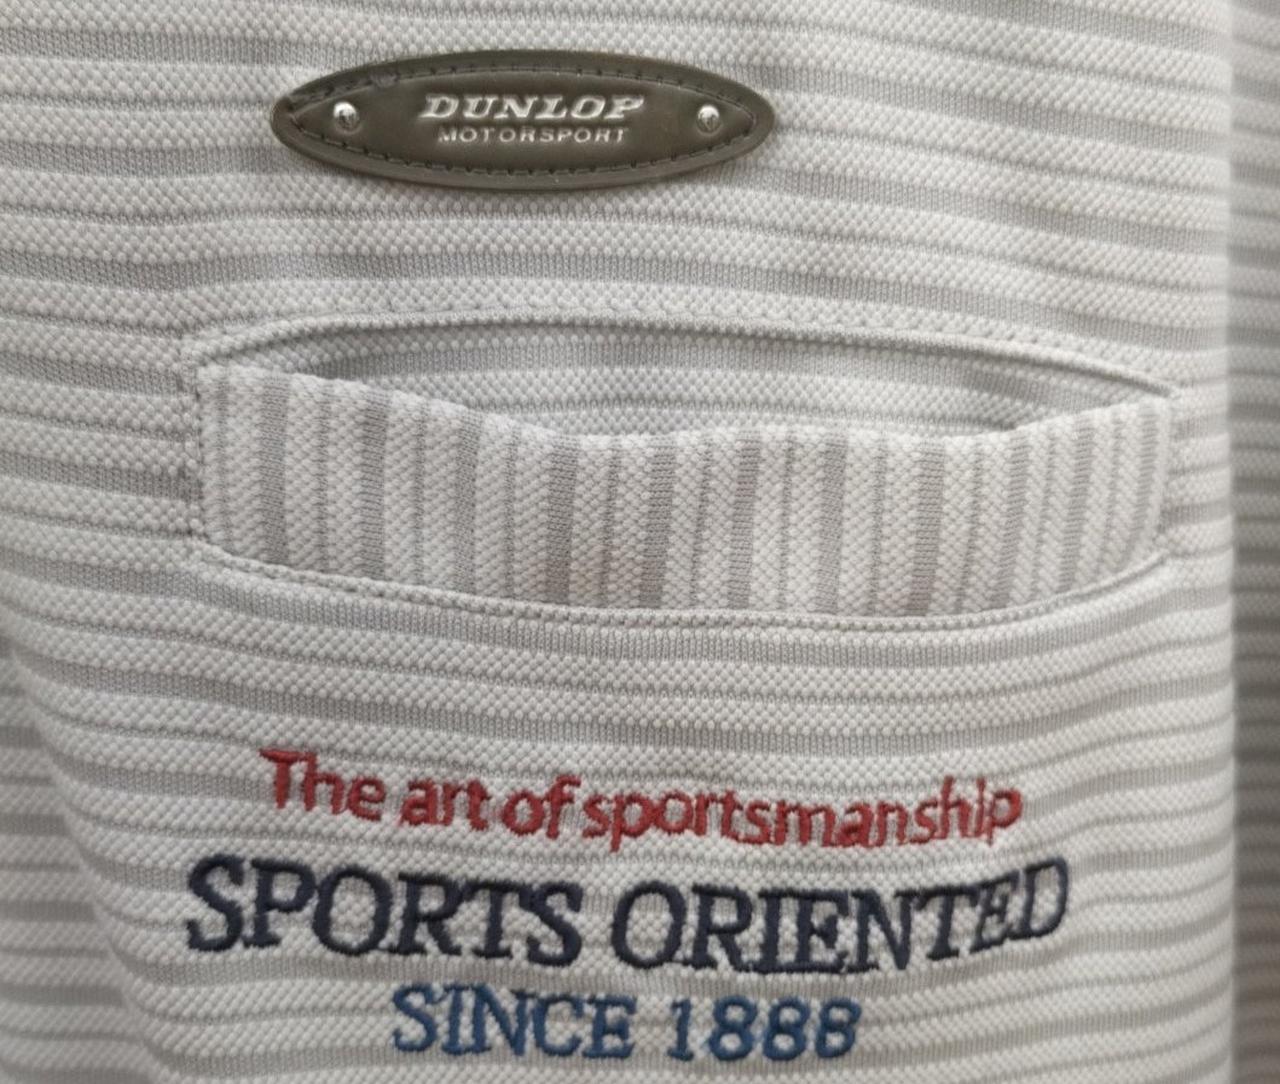 DUNLOP
MOTORSPORT
The art of sportsmanship
SPORTS ORIENTED
SINCE 1888